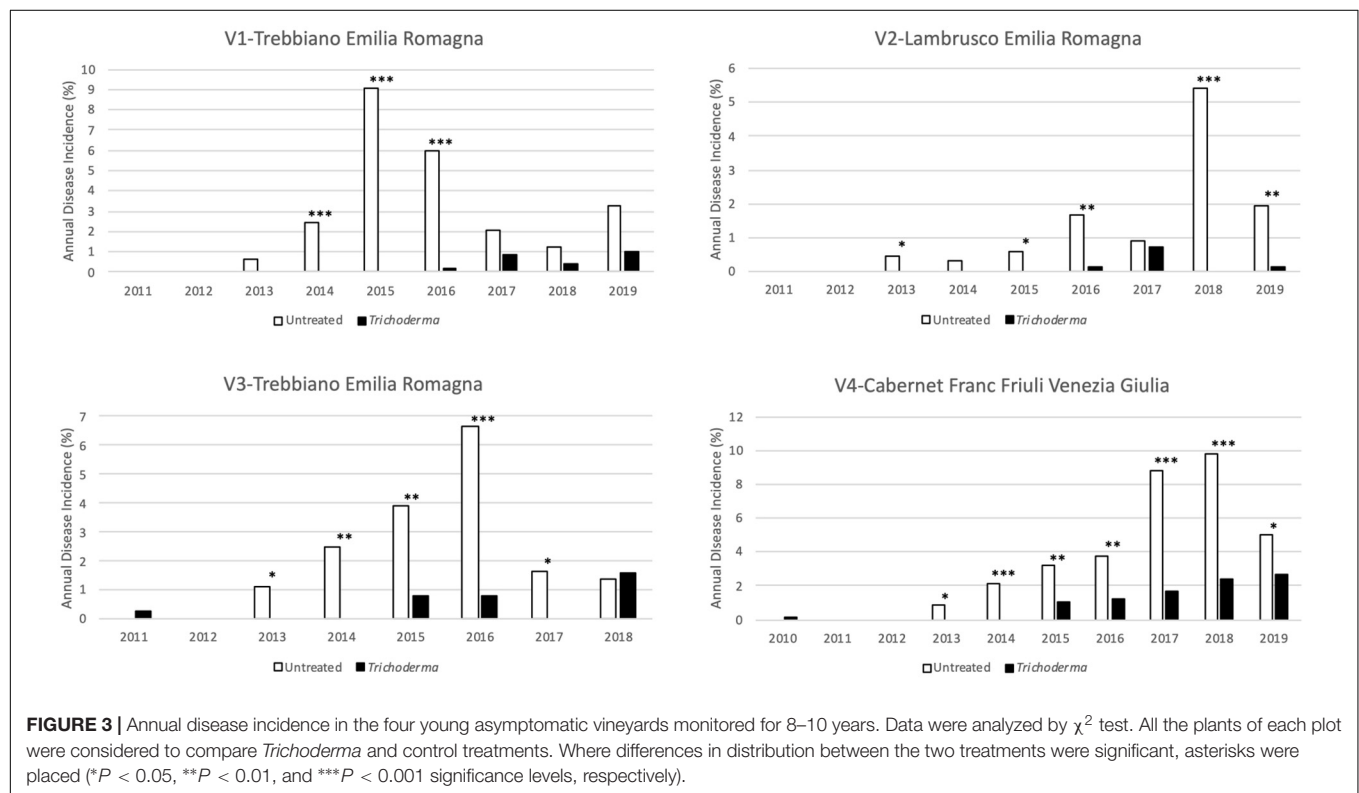 V1-Trebbiano Emilia Romagna
Annual Disease Incidence (%)
10
9
8
7
6
5
4
3
2
1
0
***
***
***
2011 2012 2013 2014 2015 2016 2017 2018 2019
Untreated Trichoderma
V2-Lambrusco Emilia Romagna
Annual Disease Incidence (%)
6
5
4
3
2
1
0
*
*
**
***
**
2011 2012 2013 2014 2015 2016 2017 2018 2019
Untreated Trichoderma
V3-Trebbiano Emilia Romagna
Annual Disease Incidence (%)
7
6
5
4
3
2
1
0
*
**
**
***
*
2011 2012 2013 2014 2015 2016 2017 2018
Untreated Trichoderma
V4-Cabernet Franc Friuli Venezia Giulia
Annual Disease Incidence (%)
12
10
8
6
4
2
0
*
***
**
**
***
***
*
2010 2011 2012 2013 2014 2015 2016 2017 2018 2019
Untreated Trichoderma
FIGURE 3 | Annual disease incidence in the four young asymptomatic vineyards monitored for 8–10 years. Data were analyzed by χ² test. All the plants of each plot
were considered to compare Trichoderma and control treatments. Where differences in distribution between the two treatments were significant, asterisks were
placed (*P < 0.05, **P < 0.01, and ***P < 0.001 significance levels, respectively).